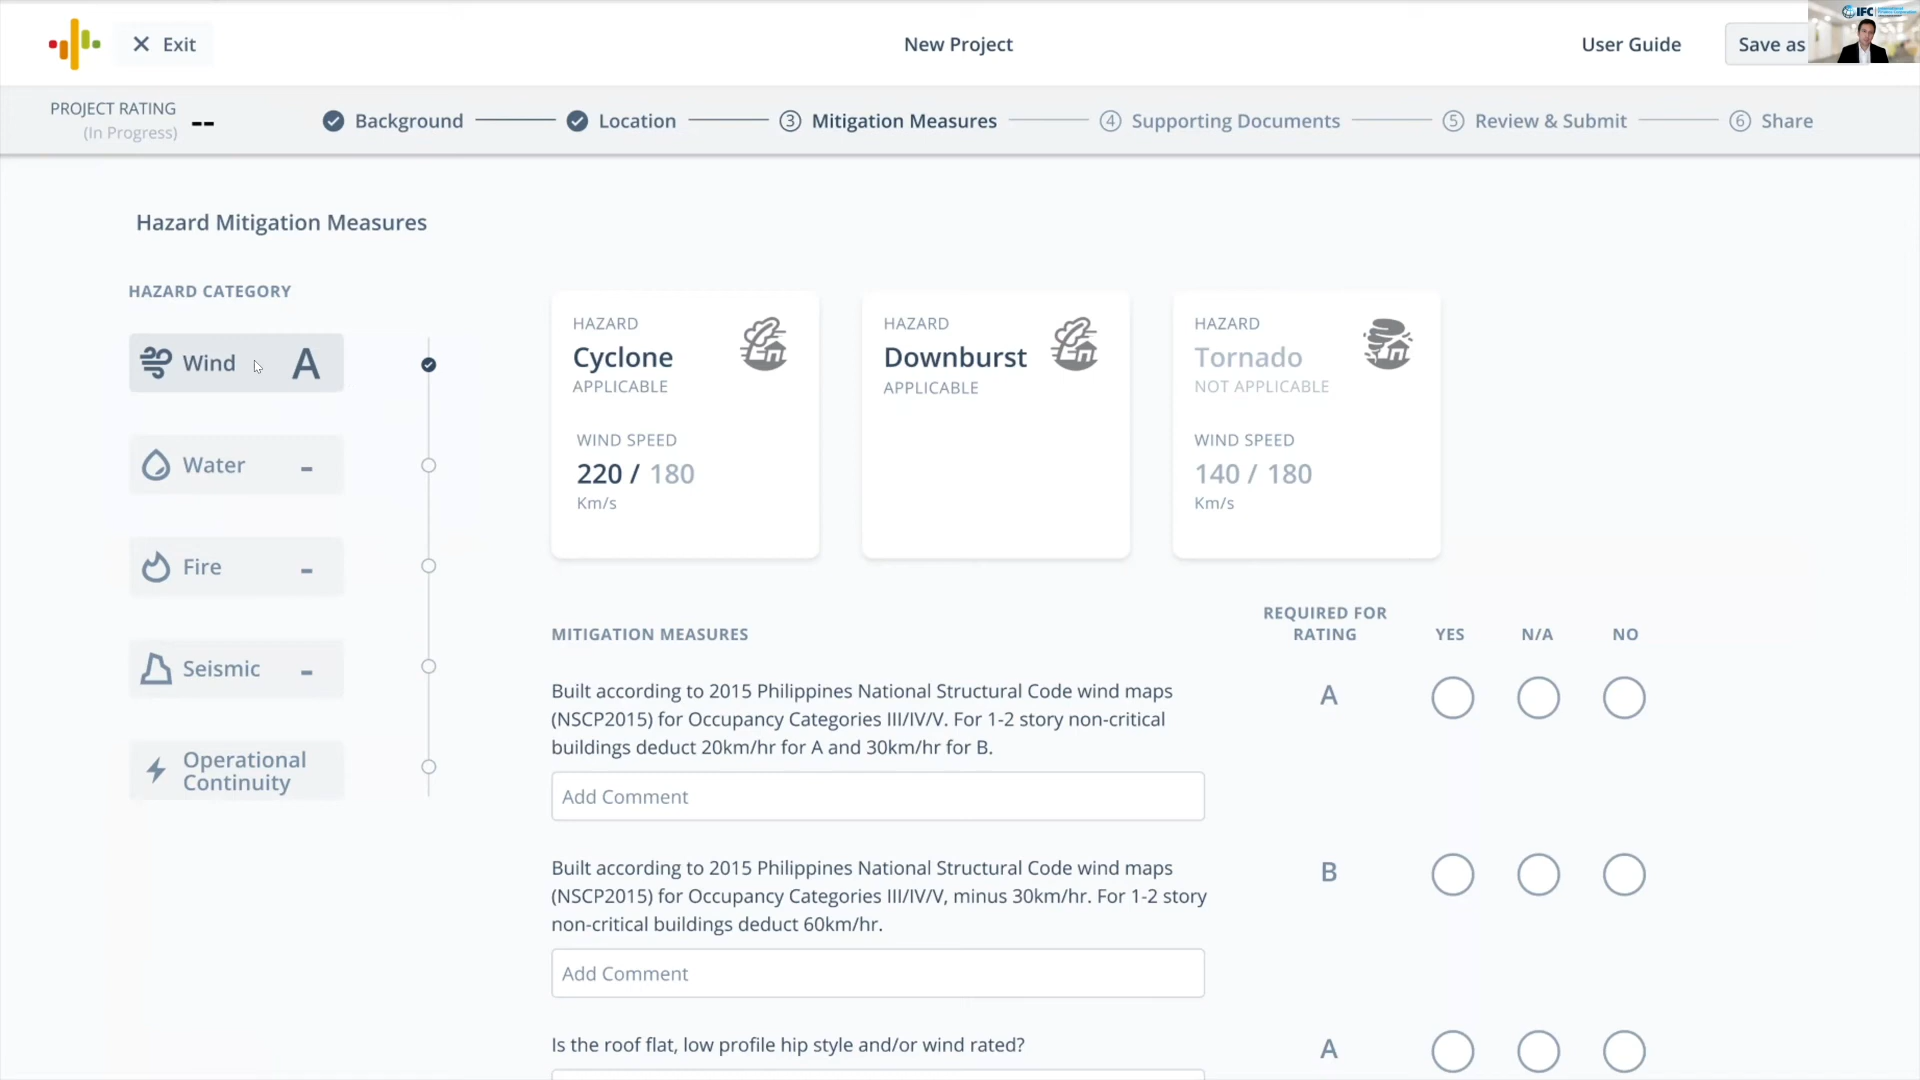 Exit
New Project
User Guide
Save as
IFC
PROJECT RATING
(In Progress)
--
Background
Location
3 Mitigation Measures
4 Supporting Documents
5 Review & Submit
6 Share
Hazard Mitigation Measures
HAZARD CATEGORY
Wind A
Water -
Fire -
Seismic -
Operational
Continuity
HAZARD
Cyclone
APPLICABLE
WIND SPEED
220 / 180
Km/s
HAZARD
Downburst
APPLICABLE
HAZARD
Tornado
NOT APPLICABLE
WIND SPEED
140 / 180
Km/s
MITIGATION MEASURES
REQUIRED FOR
RATING
YES
N/A
NO
Built according to 2015 Philippines National Structural Code wind maps
(NSCP2015) for Occupancy Categories III/IV/V. For 1-2 story non-critical
buildings deduct 20km/hr for A and 30km/hr for B.
A
Add Comment
Built according to 2015 Philippines National Structural Code wind maps
(NSCP2015) for Occupancy Categories III/IV/V, minus 30km/hr. For 1-2 story
non-critical buildings deduct 60km/hr.
B
Add Comment
Is the roof flat, low profile hip style and/or wind rated?
A